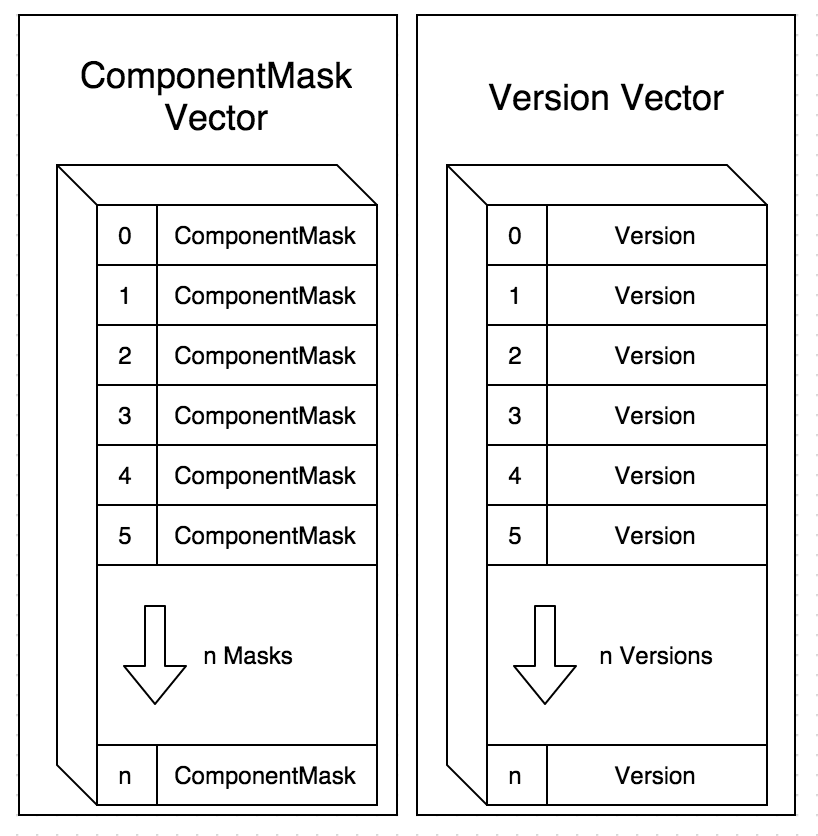 ComponentMask
Vector
0 ComponentMask
1 ComponentMask
2 ComponentMask
3 ComponentMask
4 ComponentMask
5 ComponentMask
n Masks
n ComponentMask
Version Vector
0 Version
1 Version
2 Version
3 Version
4 Version
5 Version
n Versions
n Version